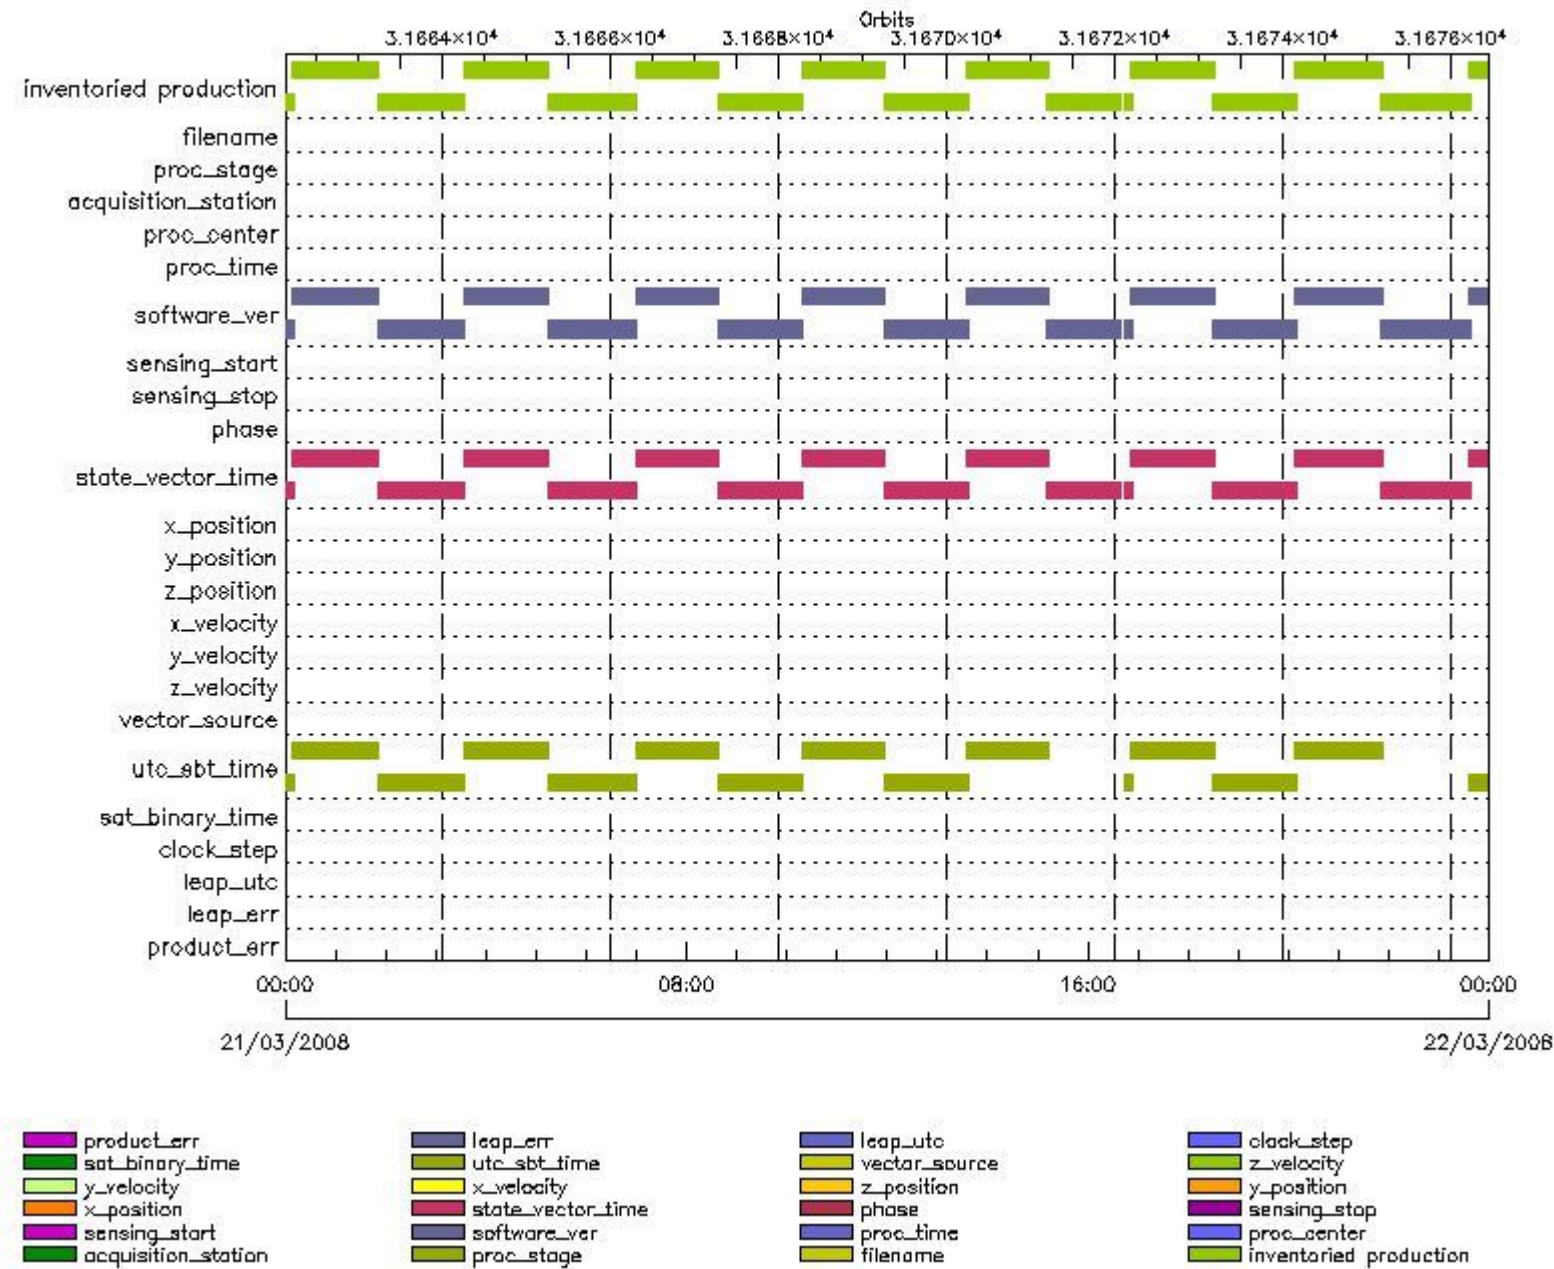 Orbits
3.1664×10⁴ 3.1666×10⁴ 3.1668×10⁴ 3.1670×10⁴ 3.1672×10⁴ 3.1674×10⁴ 3.1676×10⁴
inventoried production
filename
proc_stage
acquisition_station
proc_center
proc_time
software_ver
sensing_start
sensing_stop
phase
state_vector_time
x_position
y_position
z_position
x_velocity
y_velocity
z_velocity
vector_source
utc_sbt_time
sat_binary_time
clock_step
leap_utc
leap_err
product_err
00:00 08:00 16:00 00:00
21/03/2008 22/03/2008
product_err leap_err leap_utc clock_step
sat_binary_time utc_sbt_time vector_source z_velocity
y_velocity x_velocity z_position y_position
x_position state_vector_time phase sensing_stop
sensing_start software_ver proc_time proc_center
acquisition_station proc_stage filename inventoried production